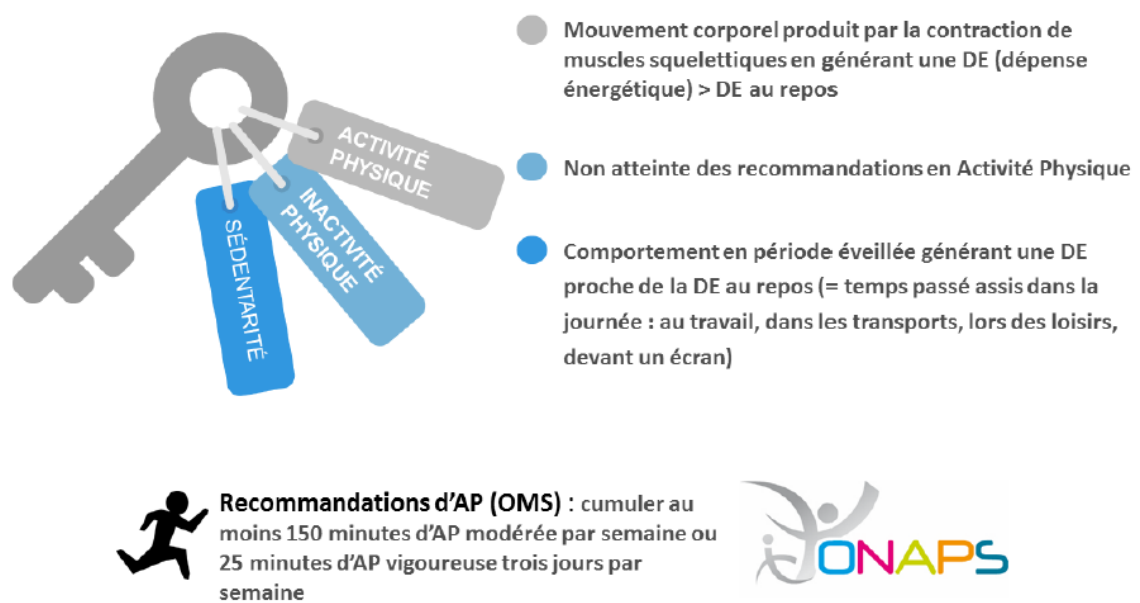 Mouvement corporel produit par la contraction de
muscles squelettiques en générant une DE (dépense
énergétique) > DE au repos
ACTIVITÉ
PHYSIQUE
Non atteinte des recommandations en Activité Physique
INACTIVITÉ
PHYSIQUE
SÉDENTARITÉ
Comportement en période éveillée générant une DE
proche de la DE au repos (= temps passé assis dans la
journée : au travail, dans les transports, lors des loisirs,
devant un écran)
Recommandations d’AP (OMS) : cumuler au
moins 150 minutes d’AP modérée par semaine ou
25 minutes d’AP vigoureuse trois jours par
semaine
ONAPS